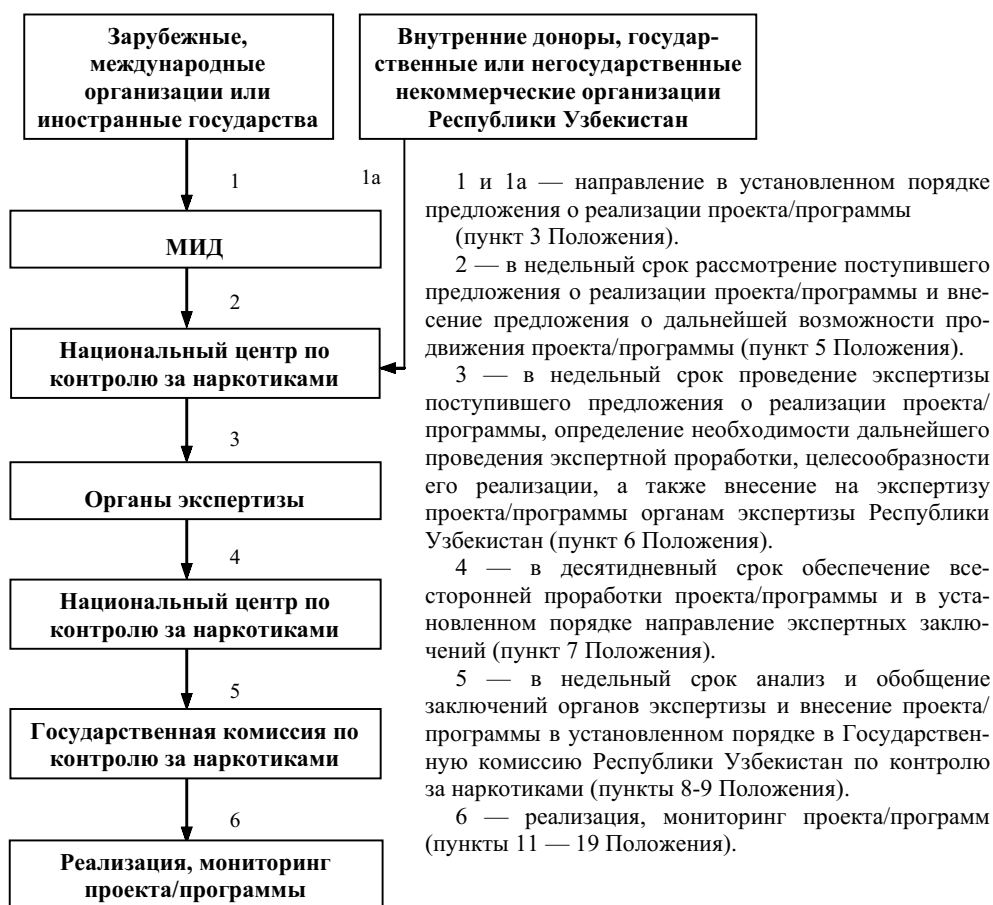 Зарубежные,
международные
организации или
иностранные государства
Внутренние доноры, государ-
ственные или негосударственные
некоммерческие организации
Республики Узбекистан
1
1а
МИД
2
Национальный центр по
контролю за наркотиками
3
Органы экспертизы
4
Национальный центр по
контролю за наркотиками
5
Государственная комиссия по
контролю за наркотиками
6
Реализация, мониторинг
проекта/программы
1 и 1а — направление в установленном порядке
предложения о реализации проекта/программы
(пункт 3 Положения).
2 — в недельный срок рассмотрение поступившего
предложения о реализации проекта/программы и вне-
сение предложения о дальнейшей возможности про-
движения проекта/программы (пункт 5 Положения).
3 — в недельный срок проведение экспертизы
поступившего предложения о реализации проекта/
программы, определение необходимости дальнейшего
проведения экспертной проработки, целесообразности
его реализации, а также внесение на экспертизу
проекта/программы органам экспертизы Республики
Узбекистан (пункт 6 Положения).
4 — в десятидневный срок обеспечение все-
сторонней проработки проекта/программы и в уста-
новленном порядке направление экспертных заклю-
чений (пункт 7 Положения).
5 — в недельный срок анализ и обобщение
заключений органов экспертизы и внесение проекта/
программы в установленном порядке в Государствен-
ную комиссию Республики Узбекистан по контролю
за наркотиками (пункты 8-9 Положения).
6 — реализация, мониторинг проекта/программ
(пункты 11 — 19 Положения).